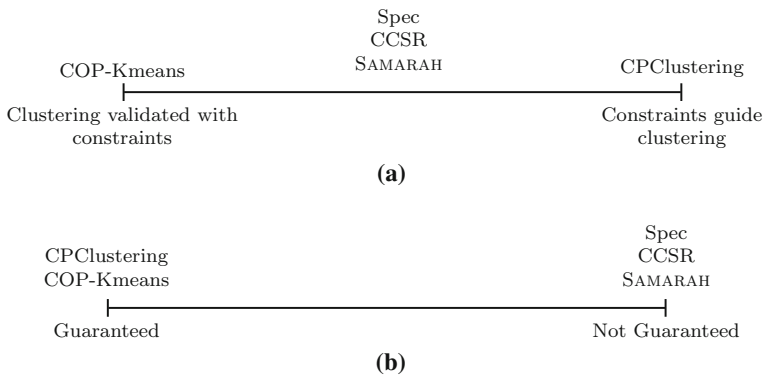 Spec
CCSR
SAMARAH
COP-Kmeans
CPClustering
Clustering validated with
constraints
Constraints guide
clustering
(a)
Spec
CCSR
SAMARAH
CPClustering
COP-Kmeans
Guaranteed
Not Guaranteed
(b)